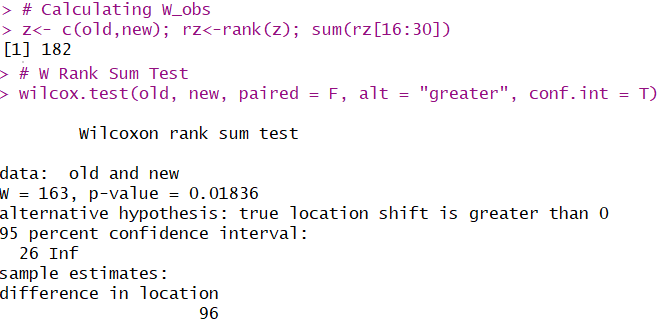 > # Calculating W_obs
> z<- c(old,new); rz<-rank(z); sum(rz[16:30])
[1] 182
> # W Rank Sum Test
> wilcox.test(old, new, paired = F, alt = "greater", conf.int = T)
Wilcoxon rank sum test
data:  old and new
W = 163, p-value = 0.01836
alternative hypothesis: true location shift is greater than 0
95 percent confidence interval:
26 Inf
sample estimates:
difference in location
96